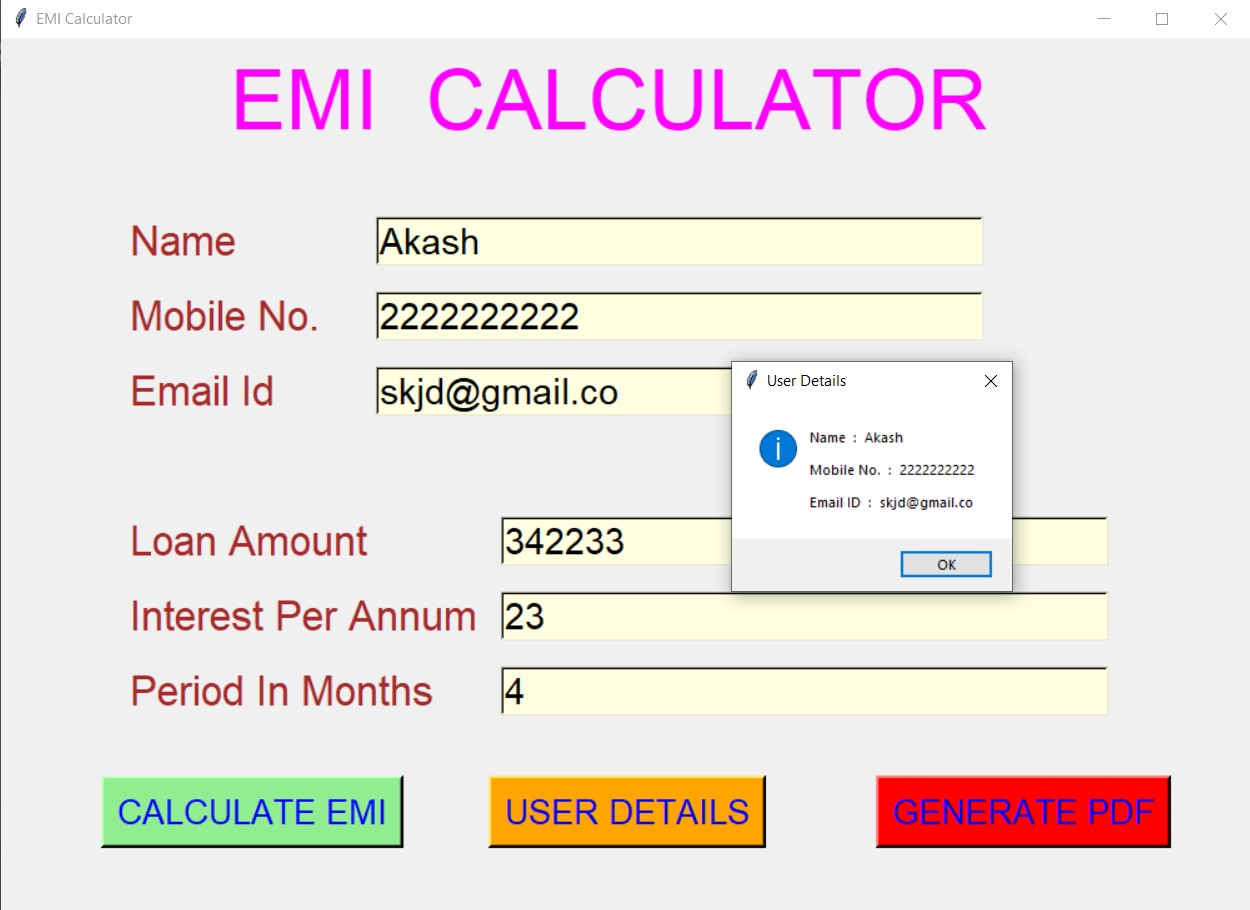 EMI Calculator
EMI CALCULATOR
Name
Akash
Mobile No.
2222222222
Email Id
skjd@gmail.co
User Details
Name : Akash
Mobile No. : 2222222222
Email ID : skjd@gmail.co
OK
Loan Amount
342233
Interest Per Annum
23
Period In Months
4
CALCULATE EMI
USER DETAILS
GENERATE PDF